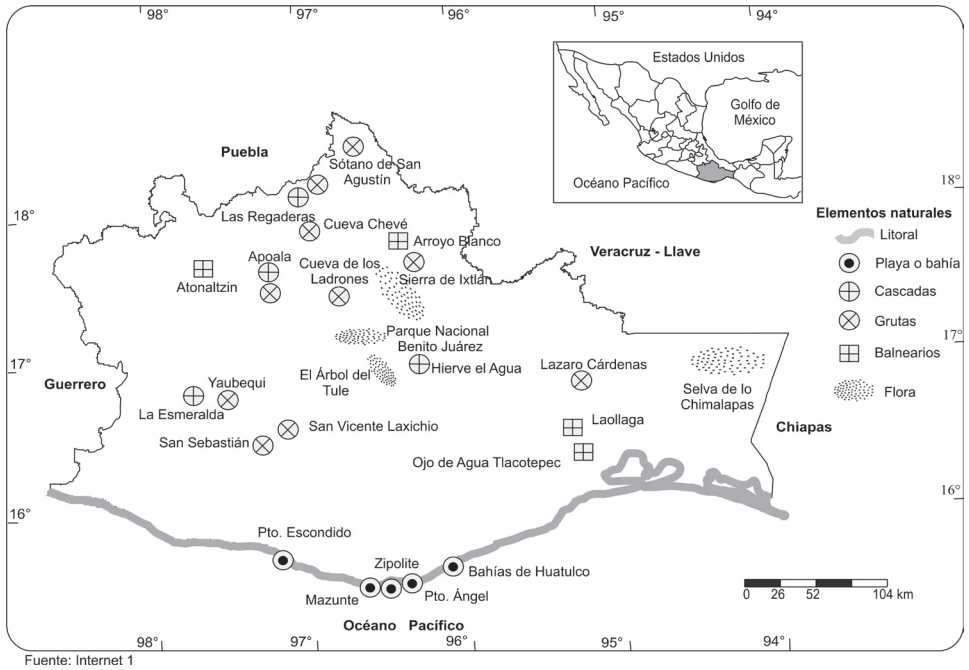 98°
97°
96°
95°
94°
Estados Unidos
Golfo de
México
Océano Pacífico
Puebla
Sótano de San
Agustín
Las Regaderas
Cueva Chevé
Arroyo Blanco
Veracruz - Llave
Apoala
Cueva de los
Ladrones
Sierra de Ixtlán
Atonaltzin
Parque Nacional
Benito Juárez
Hierve el Agua
El Árbol del
Tule
Lazaro Cárdenas
Selva de lo
Chimalapas
Guerrero
Yaubequi
La Esmeralda
San Vicente Laxichio
San Sebastián
Laollaga
Ojo de Agua Tlacotepec
Chiapas
Pto. Escondido
Zipolite
Bahías de Huatulco
Mazunte
Pto. Ángel
Océano Pacífico
18°
17°
16°
18°
17°
16°
Elementos naturales
Litoral
Playa o bahía
Cascadas
Grutas
Balnearios
Flora
0 26 52 104 km
98°
97°
96°
95°
94°
Fuente: Internet 1